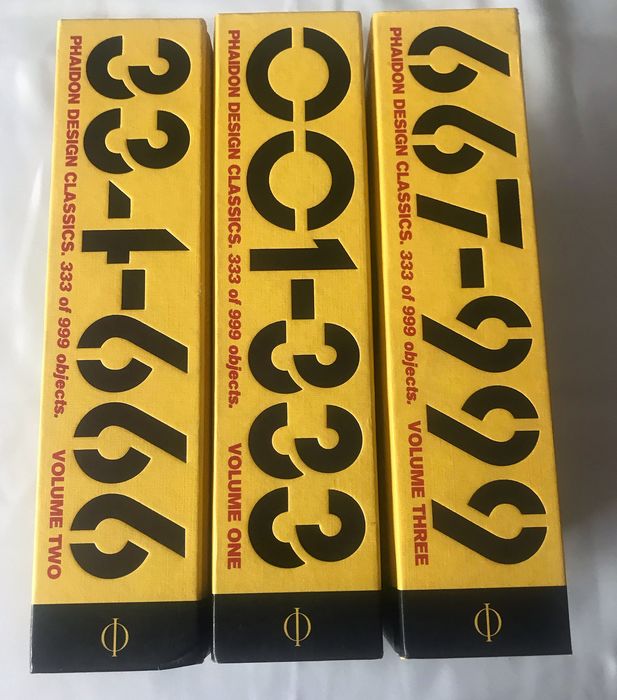 334-666
PHAIDON DESIGN CLASSICS. 333 of 999 objects. VOLUME TWO
001-333
PHAIDON DESIGN CLASSICS. 333 of 999 objects. VOLUME ONE
667-999
PHAIDON DESIGN CLASSICS. 333 of 999 objects. VOLUME THREE